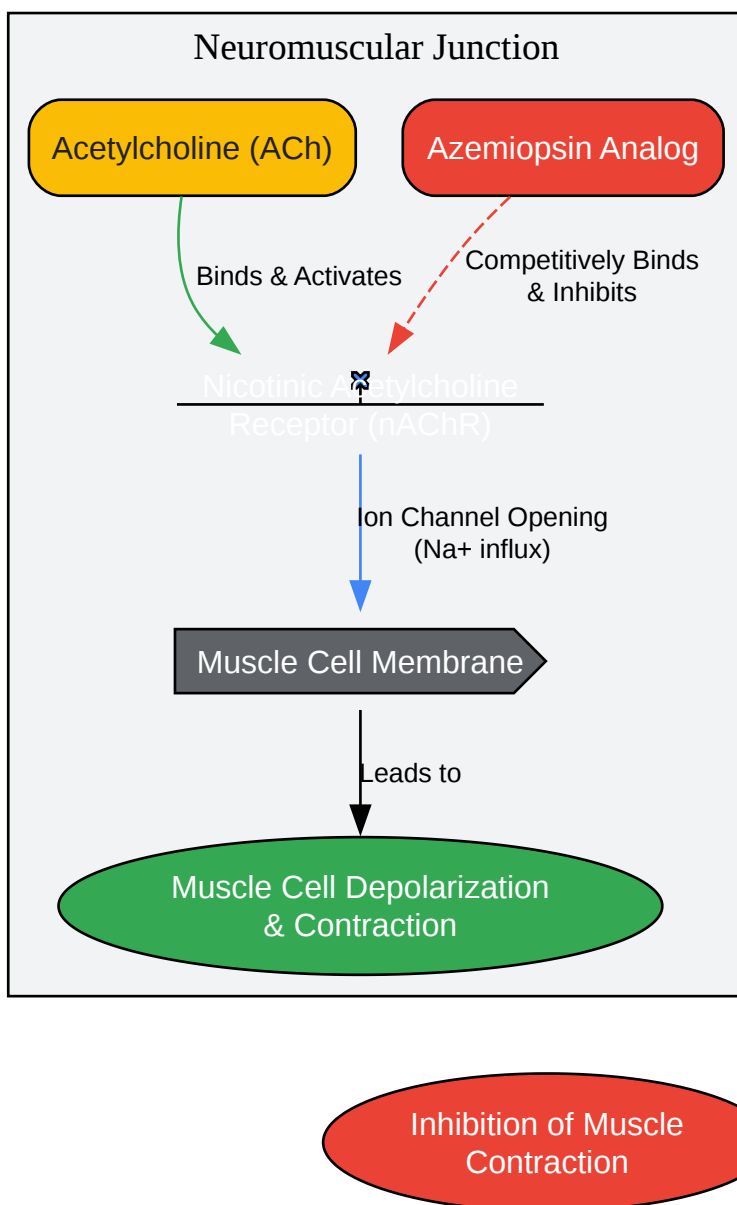 Neuromuscular Junction
Acetylcholine (ACh)
Azemiopsin Analog
Binds & Activates
Competitively Binds
& Inhibits
Nicotinic Acetylcholine
Receptor (nAChR)
Ion Channel Opening
(Na+ influx)
Muscle Cell Membrane
Leads to
Muscle Cell Depolarization
& Contraction
Inhibition of Muscle
Contraction